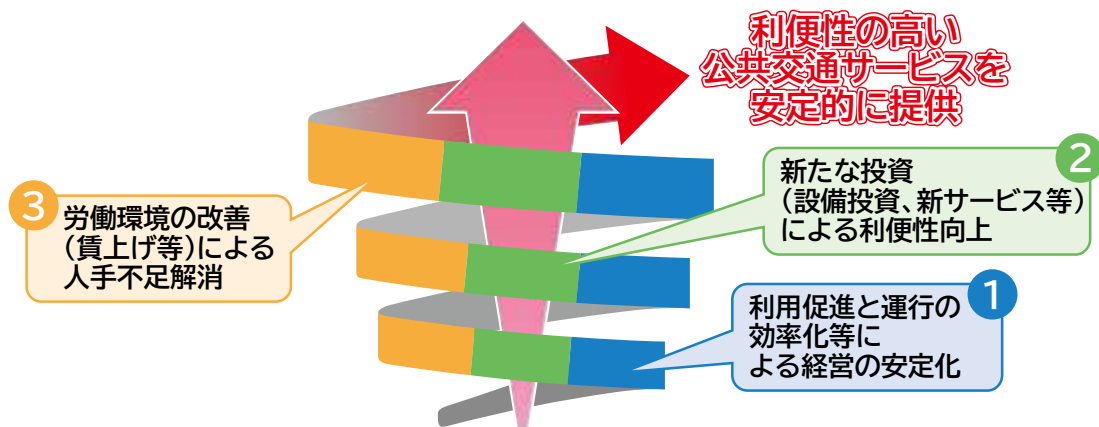 利便性の高い
公共交通サービスを
安定的に提供
2
新たな投資
（設備投資、新サービス等）
による利便性向上
3
労働環境の改善
（賃上げ等）による
人手不足解消
1
利用促進と運行の
効率化等に
よる経営の安定化